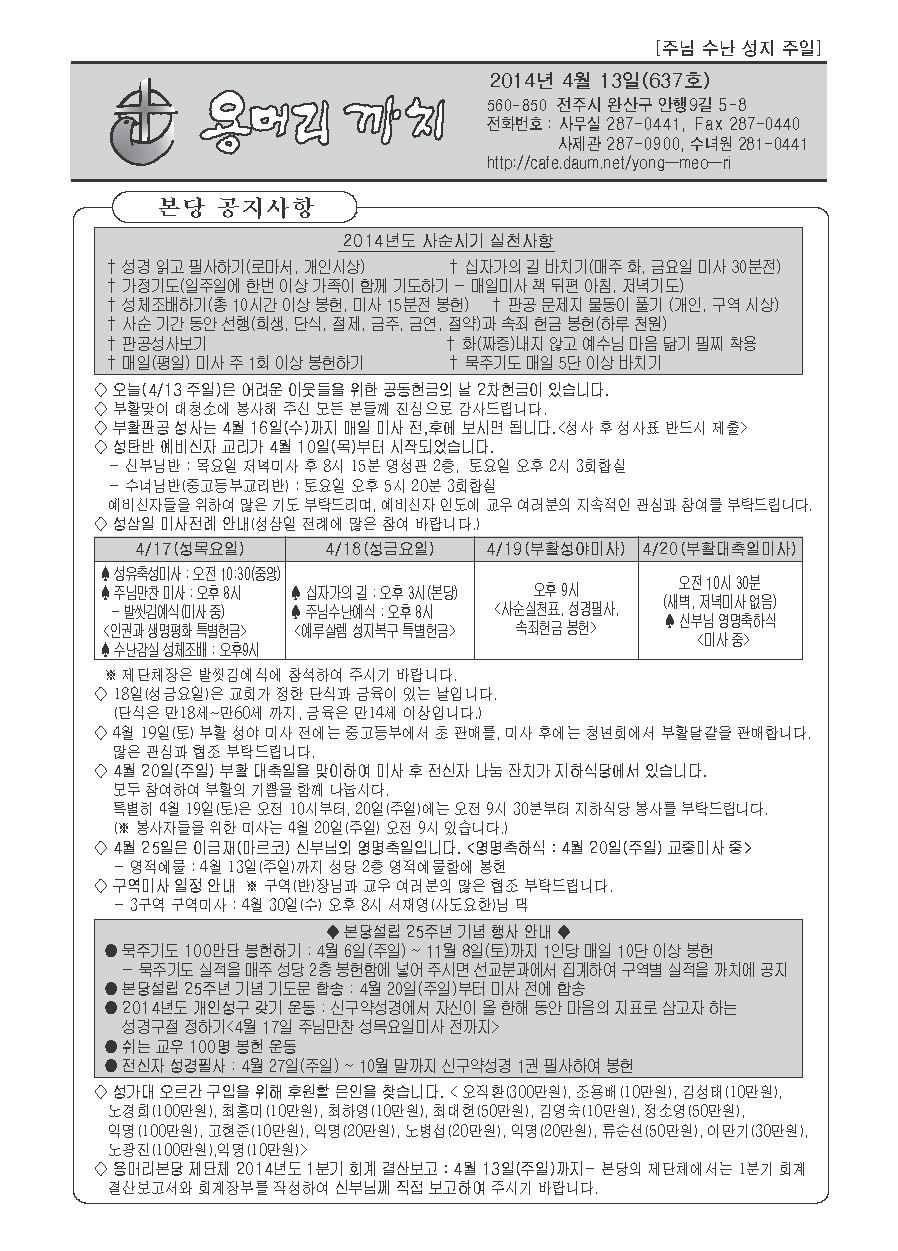 [주님 수난 성지 주일]
용머리 까치
2014년 4월 13일(637호)
560-850 전주시 완산구 안행9길 5-8
전화번호 : 사무실 287-0441, Fax 287-0440
사제관 287-0900, 수녀원 281-0441
http://cafe.daum.net/yong-meo-ri
본당 공지사항
2014년도 사순시기 실천사항
† 성경 읽고 필사하기(로마서, 개인시상) † 십자가의 길 바치기(매주 화, 금요일 미사 30분전)
† 가정기도(일주일에 한번 이상 가족이 함께 기도하기 - 매일미사 책 뒤편 아침, 저녁기도)
† 성체조배하기(총 10시간 이상 봉헌, 미사 15분전 봉헌) † 판공 문제지 물동이 풀기 (개인, 구역 시상)
† 사순 기간 동안 선행(희생, 단식, 절제, 금주, 금연, 절약)과 속죄 헌금 봉헌(하루 천원)
† 판공성사보기 † 화(짜증)내지 않고 예수님 마음 닮기 필찌 착용
† 매일(평일) 미사 주 1회 이상 봉헌하기 † 묵주기도 매일 5단 이상 바치기
◇ 오늘(4/13 주일)은 어려운 이웃들을 위한 공동헌금의 날 2차헌금이 있습니다.
◇ 부활맞이 대청소에 봉사해 주신 모든 분들께 진심으로 감사드립니다.
◇ 부활판공 성사는 4월 16일(수)까지 매일 미사 전,후에 보시면 됩니다.<성사 후 성사표 반드시 제출>
◇ 성탄반 예비신자 교리가 4월 10일(목)부터 시작되었습니다.
- 신부님반 : 목요일 저녁미사 후 8시 15분 영성관 2층, 토요일 오후 2시 3회합실
- 수녀님반(중고등부교리반) : 토요일 오후 5시 20분 3회합실
예비신자들을 위하여 많은 기도 부탁드리며, 예비신자 인도에 교우 여러분의 지속적인 관심과 참여를 부탁드립니다.
◇ 성삼일 미사전례 안내(성삼일 전례에 많은 참여 바랍니다.)
4/17(성목요일) 4/18(성금요일) 4/19(부활성야미사) 4/20(부활대축일미사)
♠ 성유축성미사 : 오전 10:30(중앙)
♠ 주님만찬 미사 : 오후 8시
- 발씻김예식(미사 중)
<인권과 생명평화 특별헌금>
♠ 수난감실 성체조배 : 오후9시
♠ 십자가의 길 : 오후 3시(본당)
♠ 주님수난예식 : 오후 8시
<예루살렘 성지복구 특별헌금>
오후 9시
<사순실천표, 성경필사,
속죄헌금 봉헌>
오전 10시 30분
(새벽, 저녁미사 없음)
♠ 신부님 영명축하식
<미사 중>
※ 제단체장은 발씻김예식에 참석하여 주시기 바랍니다.
◇ 18일(성금요일)은 교회가 정한 단식과 금육이 있는 날입니다.
(단식은 만18세~만60세 까지, 금육은 만14세 이상입니다.)
◇ 4월 19일(토) 부활 성야 미사 전에는 중고등부에서 초 판매를, 미사 후에는 청년회에서 부활달걀을 판매합니다.
많은 관심과 협조 부탁드립니다.
◇ 4월 20일(주일) 부활 대축일을 맞이하여 미사 후 전신자 나눔 잔치가 지하식당에서 있습니다.
모두 참여하여 부활의 기쁨을 함께 나눕시다.
특별히 4월 19일(토)은 오전 10시부터, 20일(주일)에는 오전 9시 30분부터 지하식당 봉사를 부탁드립니다.
(※ 봉사자들을 위한 미사는 4월 20일(주일) 오전 9시 있습니다.)
◇ 4월 25일은 이금재(마르코) 신부님의 영명축일입니다. <영명축하식 : 4월 20일(주일) 교중미사 중>
- 영적예물 : 4월 13일(주일)까지 성당 2층 영적예물함에 봉헌
◇ 구역미사 일정 안내 ※ 구역(반)장님과 교우 여러분의 많은 협조 부탁드립니다.
- 3구역 구역미사 : 4월 30일(수) 오후 8시 서재영(사도요한)님 댁
◆ 본당설립 25주년 기념 행사 안내 ◆
● 묵주기도 100만단 봉헌하기 : 4월 6일(주일) ~ 11월 8일(토)까지 1인당 매일 10단 이상 봉헌
- 묵주기도 실적을 매주 성당 2층 봉헌함에 넣어 주시면 선교분과에서 집계하여 구역별 실적을 까치에 공지
● 본당설립 25주년 기념 기도문 합송 : 4월 20일(주일)부터 미사 전에 합송
● 2014년도 개인성구 갖기 운동 : 신구약성경에서 자신이 올 한해 동안 마음의 지표로 삼고자 하는
성경구절 정하기<4월 17일 주님만찬 성목요일미사 전까지>
● 쉬는 교우 100명 봉헌 운동
● 전신자 성경필사 : 4월 27일(주일) ~ 10월 말까지 신구약성경 1권 필사하여 봉헌
◇ 성가대 오르간 구입을 위해 후원할 은인을 찾습니다. < 오직환(300만원), 조용배(10만원), 김성태(10만원),
노경희(100만원), 최홍미(10만원), 최하영(10만원), 최대헌(50만원), 김영숙(10만원), 정소영(50만원),
익명(100만원), 고현준(10만원), 익명(20만원), 노병섭(20만원), 익명(20만원), 류순선(50만원), 이만기(30만원),
노광진(100만원),익명(10만원)>
◇ 용머리본당 제단체 2014년도 1분기 회계 결산보고 : 4월 13일(주일)까지- 본당의 제단체에서는 1분기 회계
결산보고서와 회계장부를 작성하여 신부님께 직접 보고하여 주시기 바랍니다.